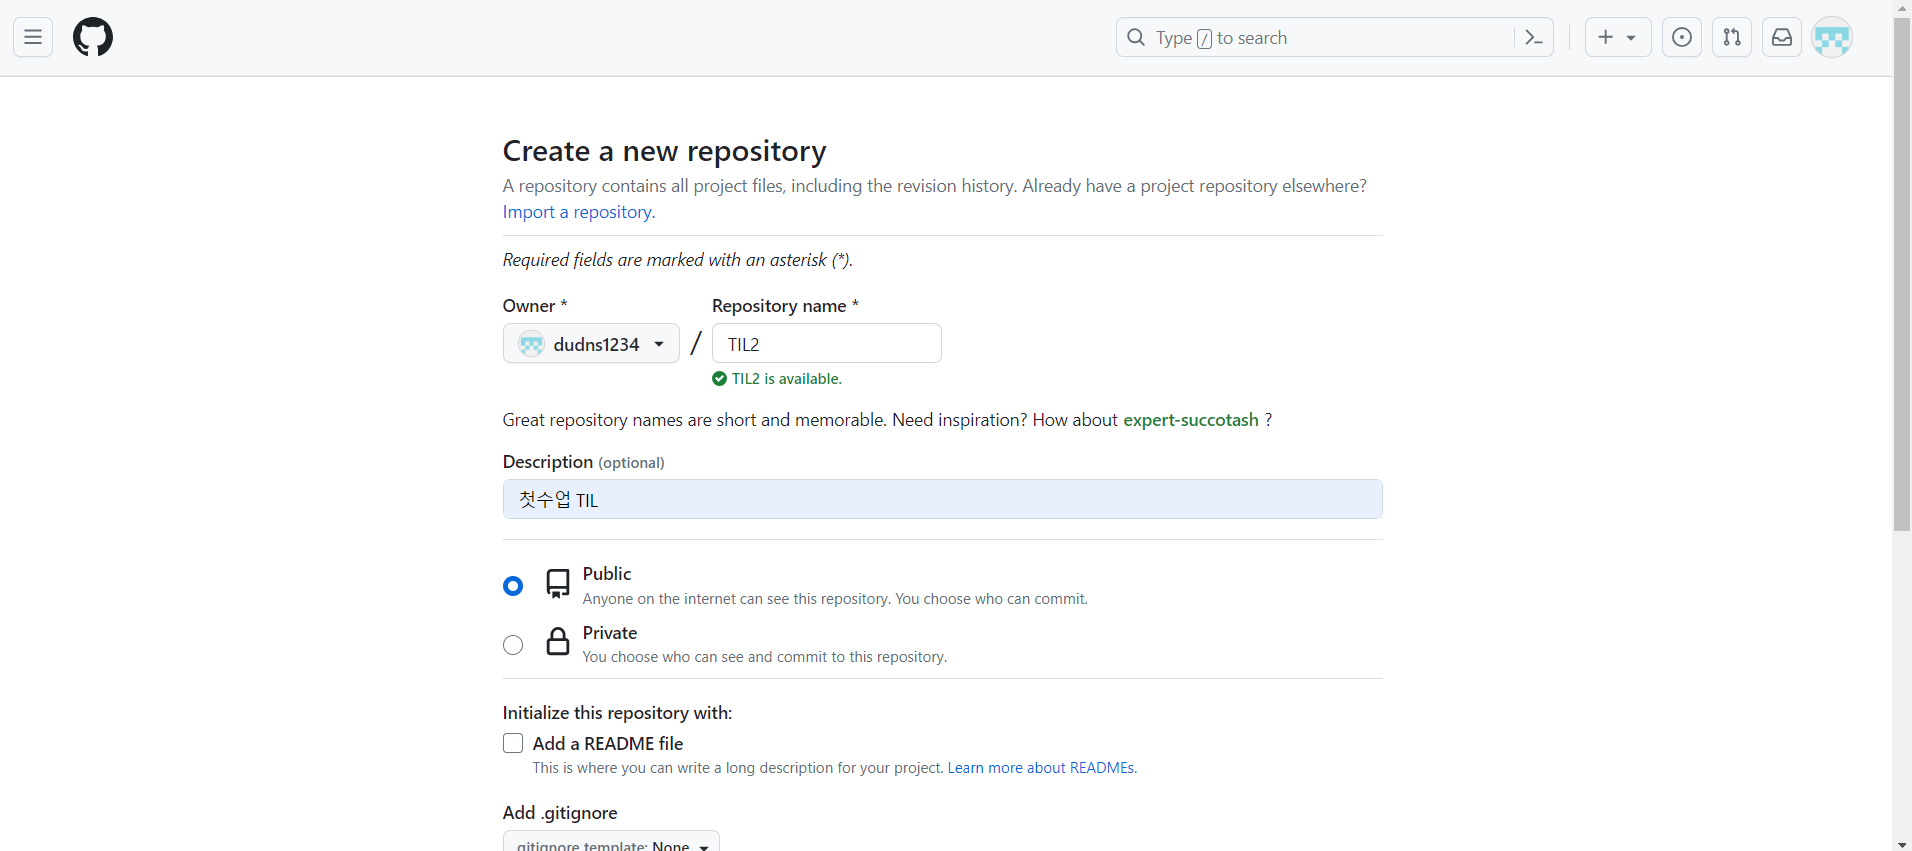 Type / to search
Create a new repository
A repository contains all project files, including the revision history. Already have a project repository elsewhere?
Import a repository.
Required fields are marked with an asterisk (*).
Owner * Repository name *
dudns1234 / TIL2
TIL2 is available.
Great repository names are short and memorable. Need inspiration? How about expert-succotash ?
Description (optional)
첫수업 TIL
Public
Anyone on the internet can see this repository. You choose who can commit.
Private
You choose who can see and commit to this repository.
Initialize this repository with:
Add a README file
This is where you can write a long description for your project. Learn more about READMEs.
Add .gitignore
.gitignore template: None